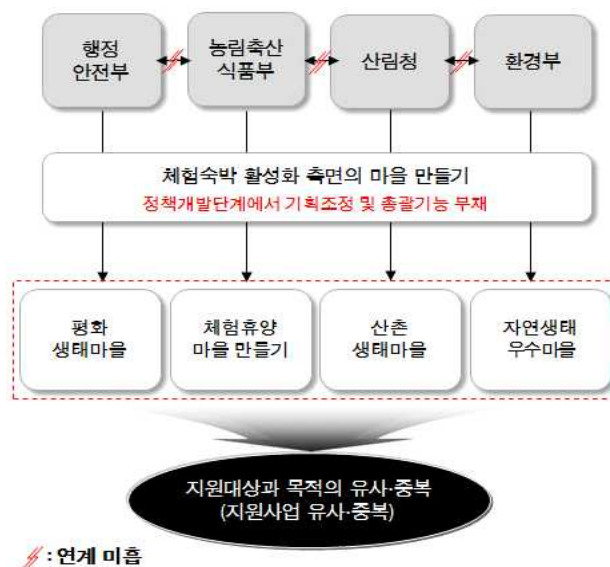 행정
안전부
농림축산
식품부
산림청
환경부
체험숙박 활성화 측면의 마을 만들기
정책개발단계에서 기획조정 및 총괄기능 부재
평화
생태마을
체험휴양
마을 만들기
산촌
생태마을
자연생태
우수마을
지원대상과 목적의 유사·중복
(지원사업 유사·중복)
: 연계 미흡